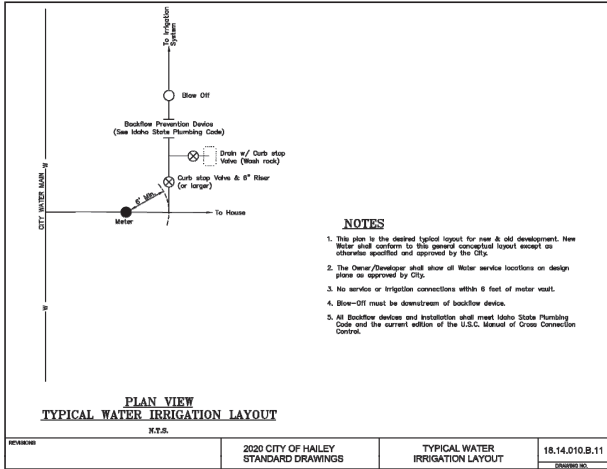 To Irrigation
System
Blow Off
Backflow Prevention Device
(See Idaho State Plumbing Code)
Drain w/ Curb stop
Valve (Wash rock)
Curb stop Valve & 6" Riser
(or larger)
6' Min.
CITY WATER MAIN
W
W
Meter
To House
NOTES
1. This plan is the desired typical layout for new & old development. New
Water shall conform to this general conceptual layout except as
otherwise specified and approved by the City.
2. The Owner/Developer shall show all Water service locations on design
plans as approved by City.
3. No service or irrigation connections within 6 feet of meter vault.
4. Blow-Off must be downstream of backflow device.
5. All Backflow devices and installation shall meet Idaho State Plumbing
Code and the current edition of the U.S.C. Manual of Cross Connection
Control.
PLAN VIEW
TYPICAL WATER IRRIGATION LAYOUT
N.T.S.
REVISIONS
2020 CITY OF HAILEY
STANDARD DRAWINGS
TYPICAL WATER
IRRIGATION LAYOUT
18.14.010.B.11
DRAWING NO.